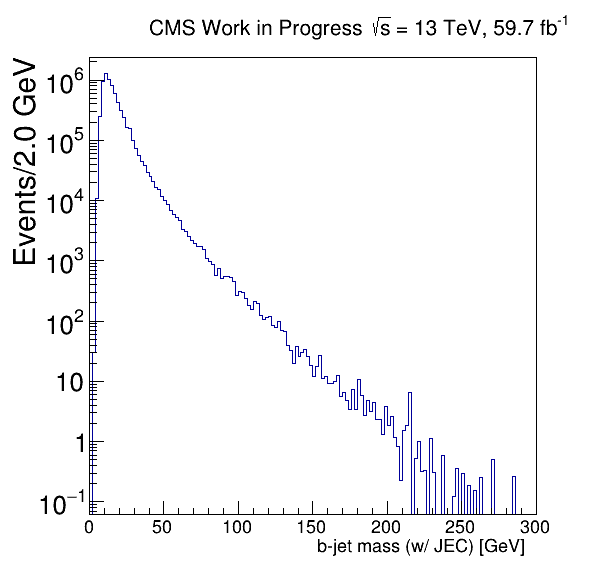 CMS Work in Progress √s = 13 TeV, 59.7 fb⁻¹
Events/2.0 GeV
10⁶
10⁵
10⁴
10³
10²
10
1
10⁻¹
0 50 100 150 200 250 300
b-jet mass (w/ JEC) [GeV]